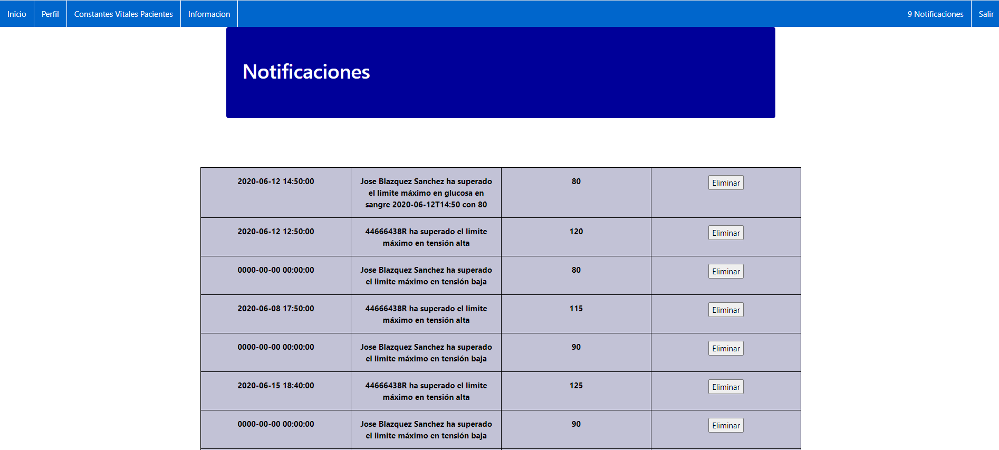 Inicio Perfil Constantes Vitales Pacientes Informacion 9 Notificaciones Salir
Notificaciones
2020-06-12 14:50:00 Jose Blazquez Sanchez ha superado 80 Eliminar
el limite máximo en glucosa en
sangre 2020-06-12T14:50 con 80
2020-06-12 12:50:00 44666438R ha superado el limite 120 Eliminar
máximo en tensión alta
0000-00-00 00:00:00 Jose Blazquez Sanchez ha superado 80 Eliminar
el limite máximo en tensión baja
2020-06-08 17:50:00 44666438R ha superado el limite 115 Eliminar
máximo en tensión alta
0000-00-00 00:00:00 Jose Blazquez Sanchez ha superado 90 Eliminar
el limite máximo en tensión baja
2020-06-15 18:40:00 44666438R ha superado el limite 125 Eliminar
máximo en tensión alta
0000-00-00 00:00:00 Jose Blazquez Sanchez ha superado 90 Eliminar
el limite máximo en tensión baja